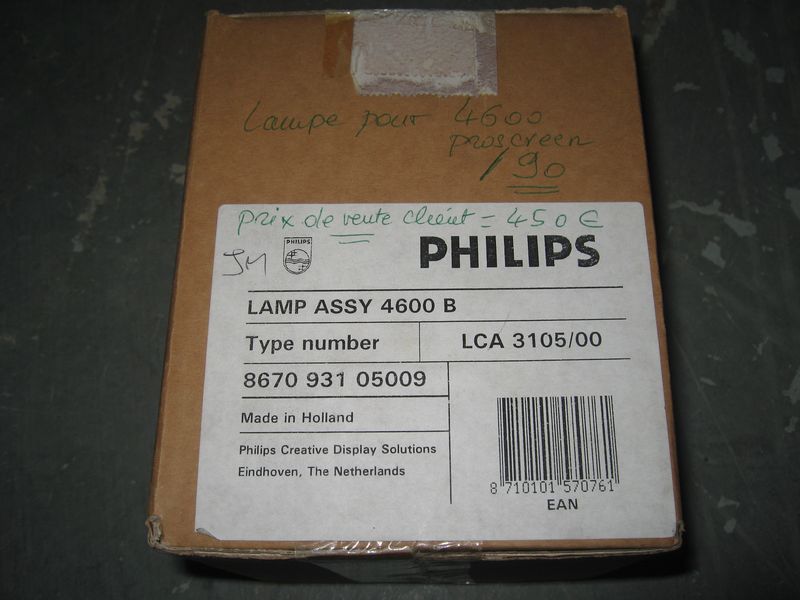 Lampe pour 4600
proscreen
/ 90
prix de vente client = 450 €
JM
PHILIPS
PHILIPS
LAMP ASSY 4600 B
Type number
LCA 3105/00
8670 931 05009
Made in Holland
Philips Creative Display Solutions
Eindhoven, The Netherlands
8 710101 570761
EAN